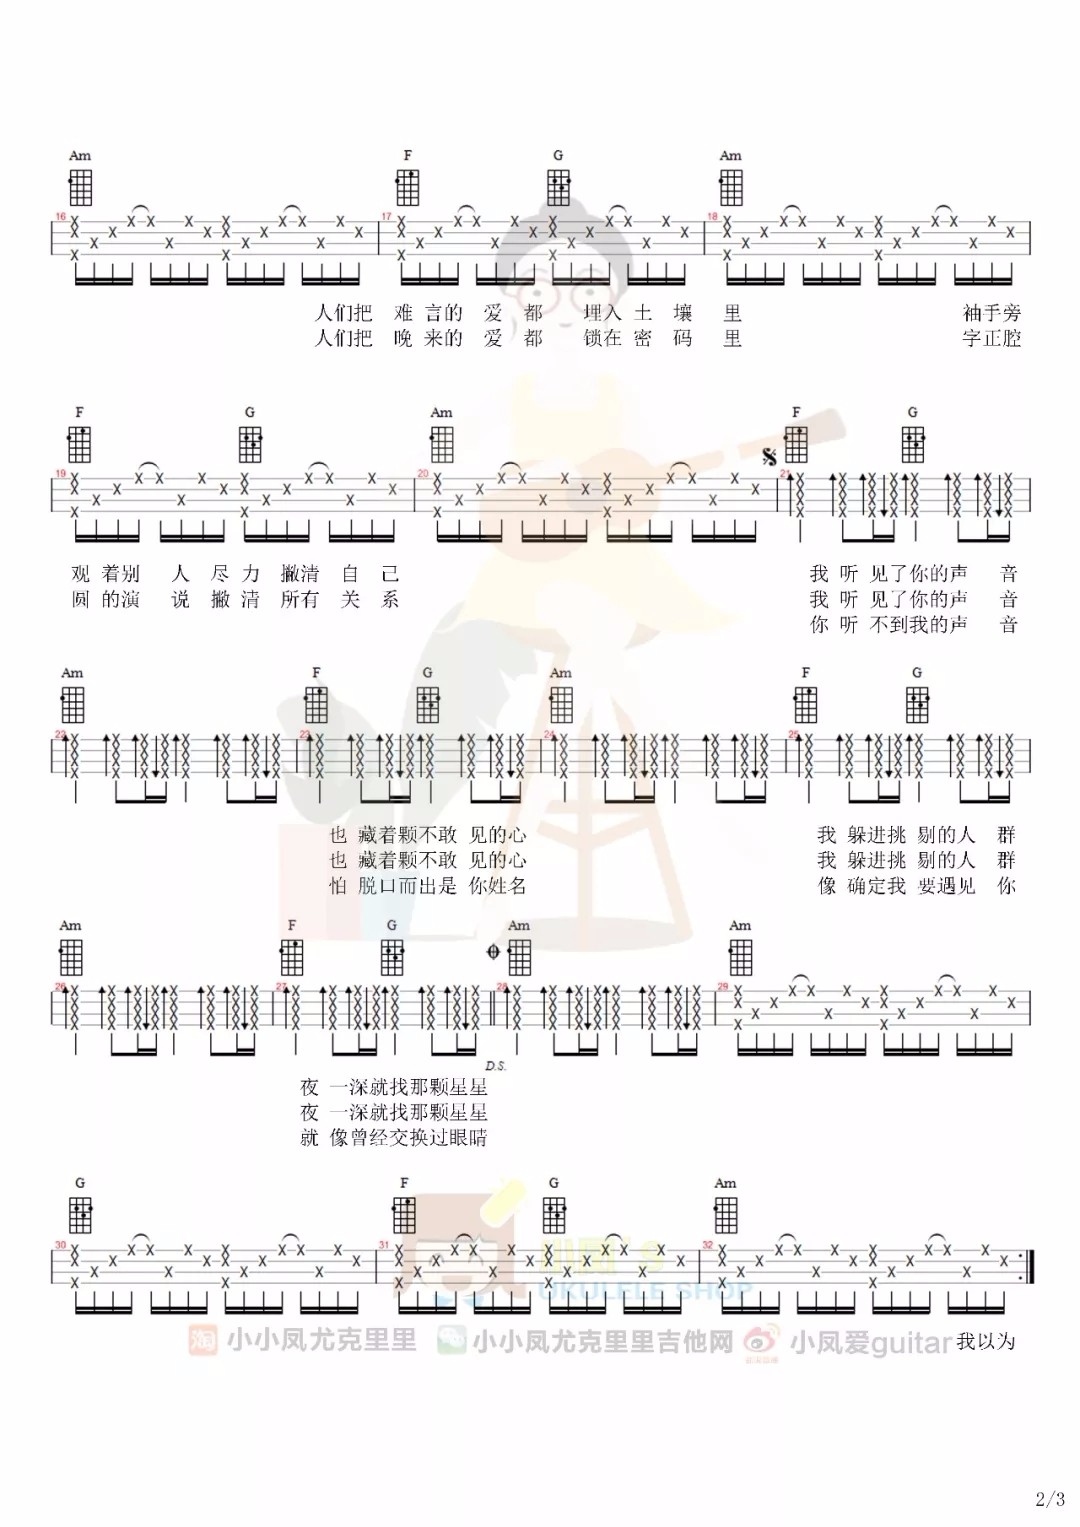 Am F G Am
16 17 18
人们把 难 言的 爱 都 埋入 土 壤 里 袖手旁
人们把 晚 来的 爱 都 锁在 密 码 里 字正腔
F G Am F G
19 20 21
观 着别 人 尽 力 撇清 自 己 我 听 见了你的声 音
圆 的演 说 撇 清 所有 关 系 我 听 见了你的声 音
你 听 不到我的声 音
Am F G Am F G
22 23 24 25
也 藏着颗不敢 见的心 我 躲进挑 剔的人 群
也 藏着颗不敢 见的心 我 躲进挑 剔的人 群
怕 脱口而出是 你姓名 像 确定我 要遇见 你
Am F G Am Am
26 27 28 29
D.S.
夜 一深就找那颗星星
夜 一深就找那颗星星
就 像曾经交换过眼睛
G F G Am
30 31 32
UKULELE SHOP
淘 小小凤尤克里里 小小凤尤克里里吉他网 小凤爱guitar 我以为
2/3